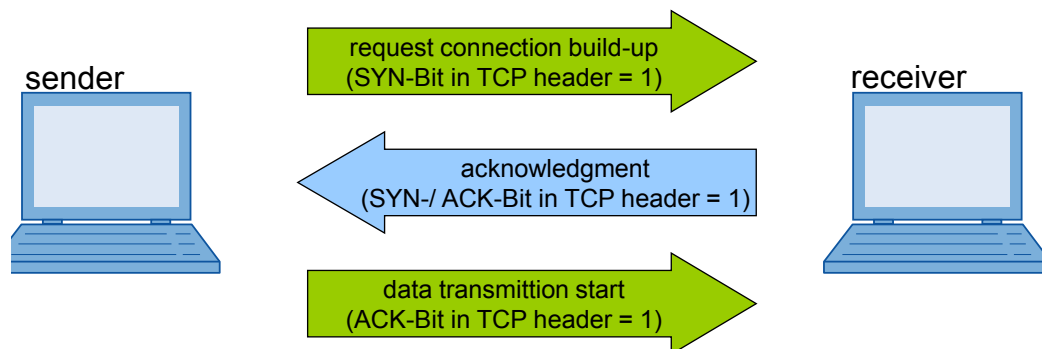 request connection build-up
(SYN-Bit in TCP header = 1)
sender
receiver
acknowledgment
(SYN-/ ACK-Bit in TCP header = 1)
data transmittion start
(ACK-Bit in TCP header = 1)